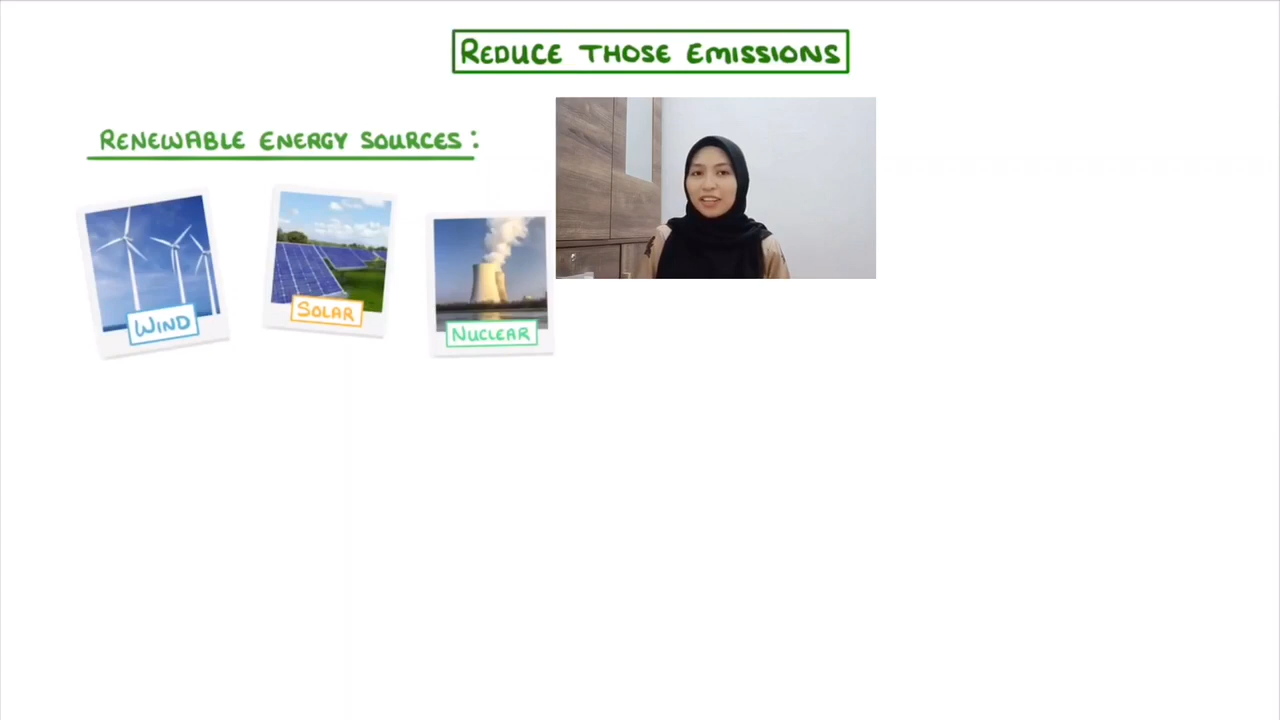 REDUCE THOSE EMISSIONS
RENEWABLE ENERGY SOURCES:
WIND
SOLAR
NUCLEAR